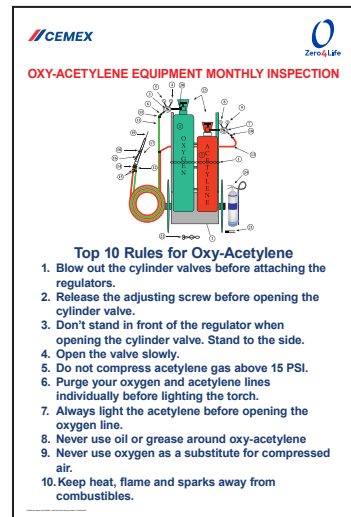 CEMEX
Zero4Life
OXY-ACETYLENE EQUIPMENT MONTHLY INSPECTION
OXYGEN
ACETYLENE
Top 10 Rules for Oxy-Acetylene
1. Blow out the cylinder valves before attaching the
regulators.
2. Release the adjusting screw before opening the
cylinder valve.
3. Don't stand in front of the regulator when
opening the cylinder valve. Stand to the side.
4. Open the valve slowly.
5. Do not compress acetylene gas above 15 PSI.
6. Purge your oxygen and acetylene lines
individually before lighting the torch.
7. Always light the acetylene before opening the
oxygen line.
8. Never use oil or grease around oxy-acetylene
9. Never use oxygen as a substitute for compressed
air.
10. Keep heat, flame and sparks away from
combustibles.